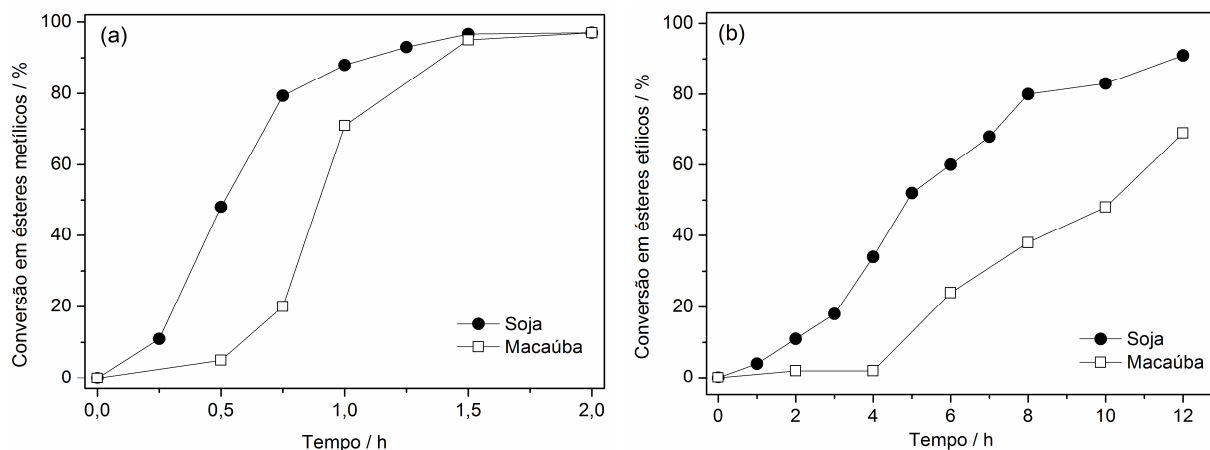 (a)
Conversão em ésteres metílicos / %
100
80
60
40
20
0
Soja
Macaúba
0,0
0,5
1,0
1,5
2,0
Tempo / h
(b)
Conversão em ésteres etílicos / %
100
80
60
40
20
0
Soja
Macaúba
0
2
4
6
8
10
12
Tempo / h